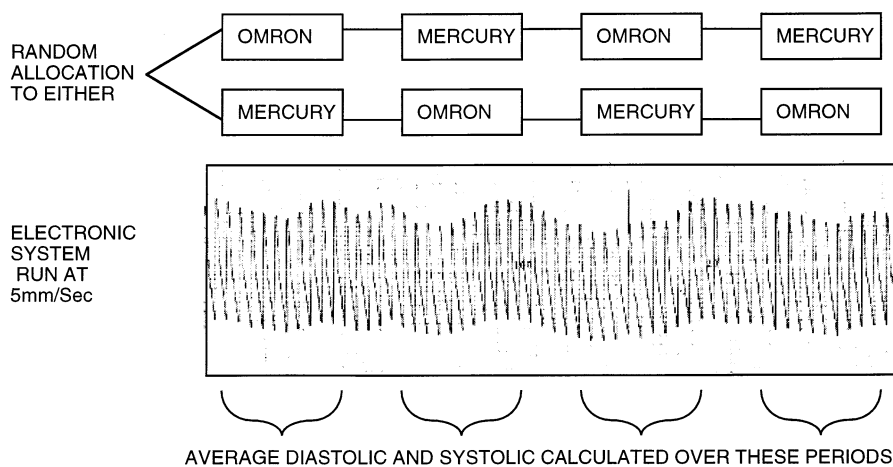 OMRON MERCURY OMRON MERCURY
RANDOM
ALLOCATION
TO EITHER
MERCURY OMRON MERCURY OMRON
ELECTRONIC
SYSTEM
RUN AT
5mm/Sec
AVERAGE DIASTOLIC AND SYSTOLIC CALCULATED OVER THESE PERIODS